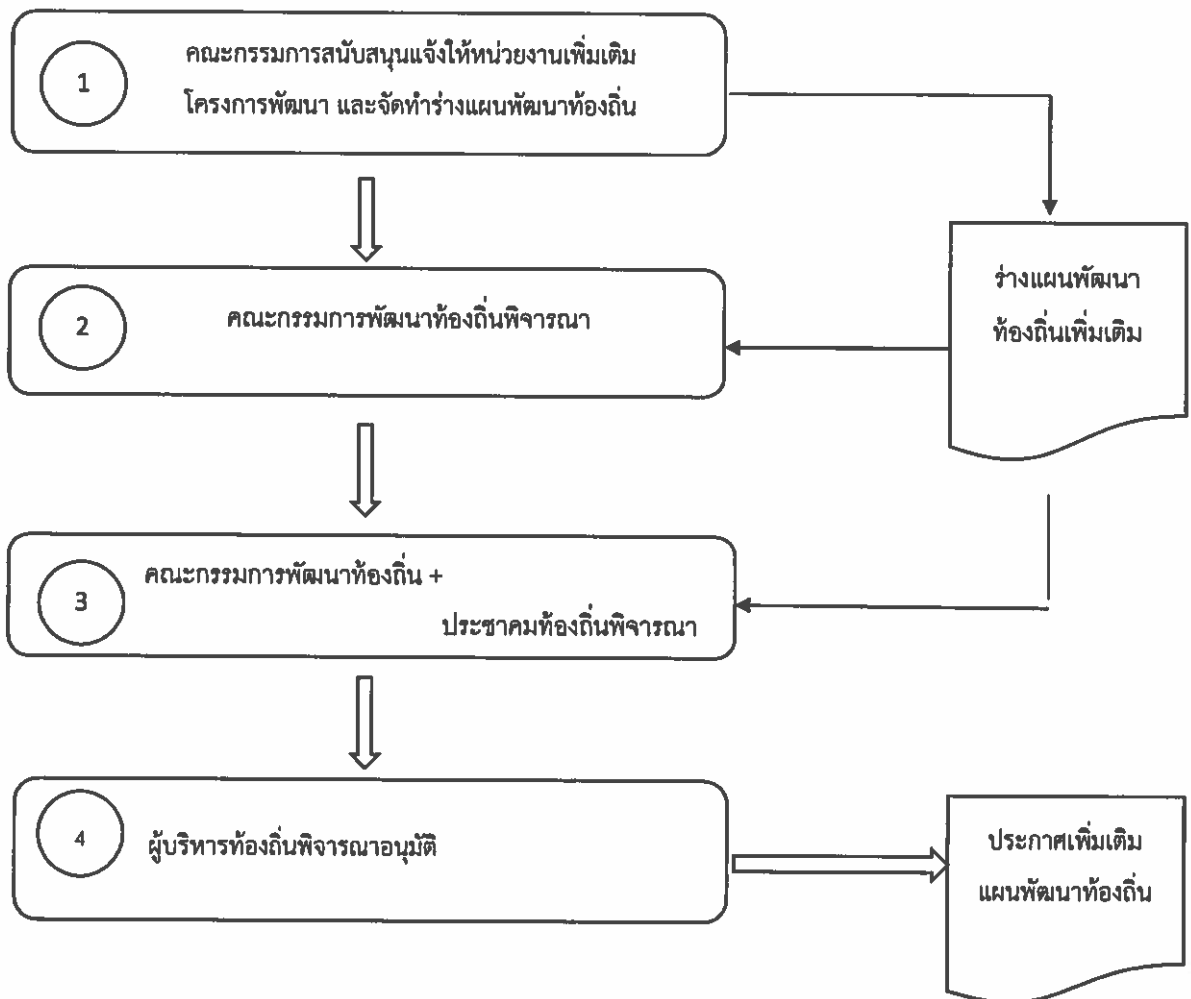 1
คณะกรรมการสนับสนุนแจ้งให้หน่วยงานเพิ่มเติม
โครงการพัฒนา และจัดทำร่างแผนพัฒนาท้องถิ่น
ร่างแผนพัฒนา
ท้องถิ่นเพิ่มเติม
2
คณะกรรมการพัฒนาท้องถิ่นพิจารณา
3
คณะกรรมการพัฒนาท้องถิ่น +
ประชาคมท้องถิ่นพิจารณา
4
ผู้บริหารท้องถิ่นพิจารณาอนุมัติ
ประกาศเพิ่มเติม
แผนพัฒนาท้องถิ่น